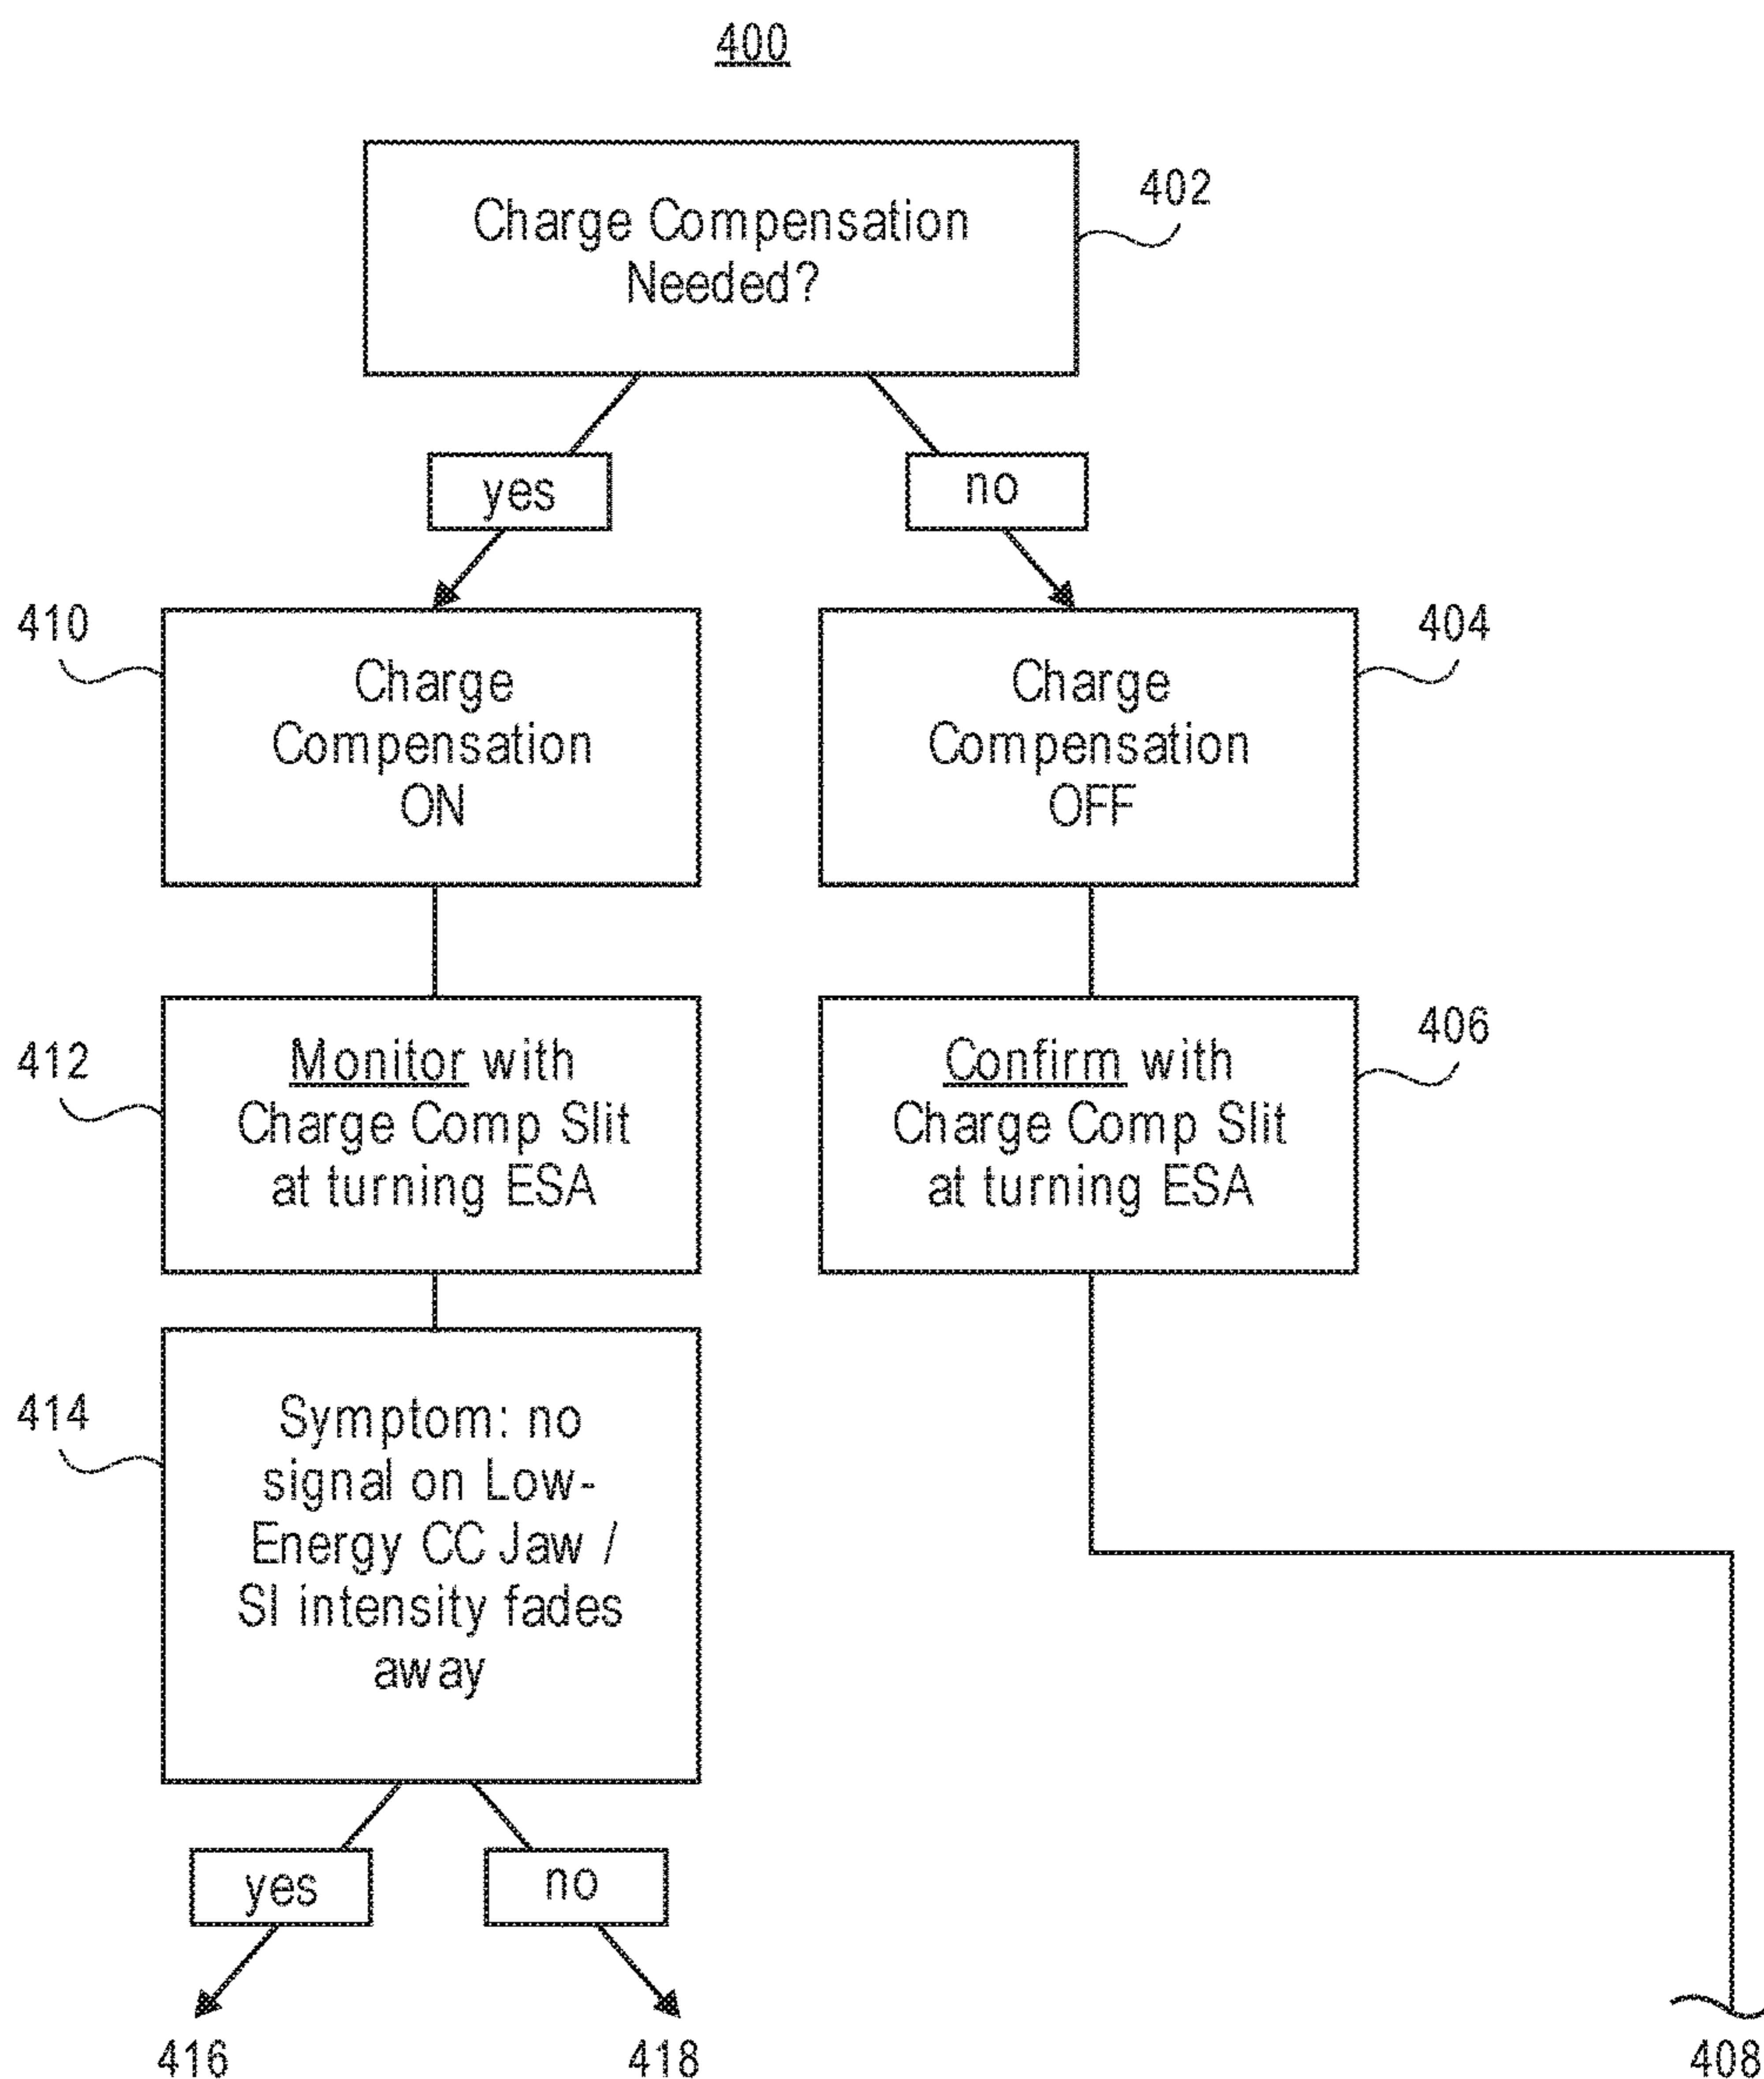 400
Charge Compensation
Needed?
402
yes
no
410
Charge
Compensation
ON
Charge
Compensation
OFF
404
412
Monitor with
Charge Comp Slit
at turning ESA
Confirm with
Charge Comp Slit
at turning ESA
406
414
Symptom: no
signal on Low-
Energy CC Jaw /
SI intensity fades
away
yes
no
416
418
408